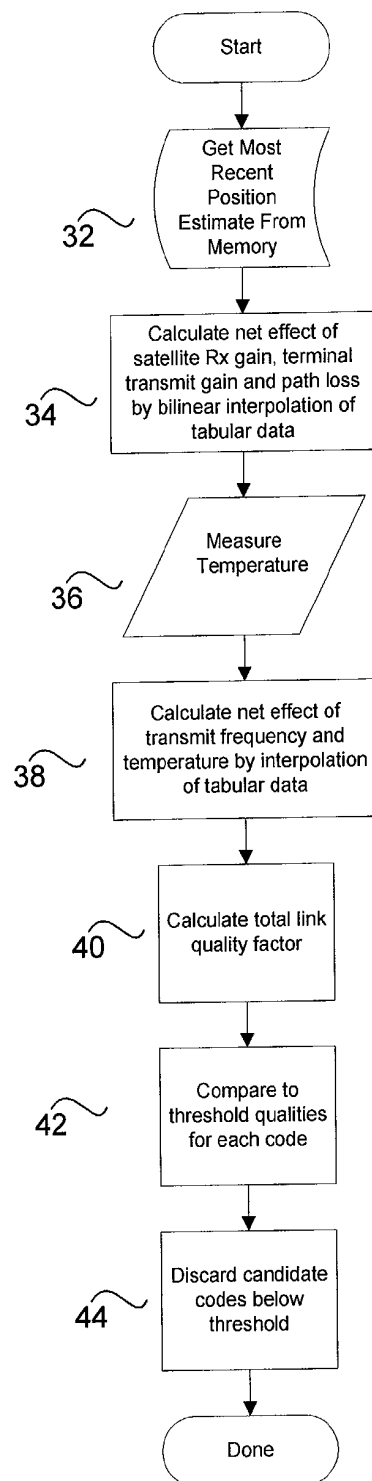 Start
Get Most
Recent
Position
Estimate From
Memory
32
Calculate net effect of
satellite Rx gain, terminal
transmit gain and path loss
by bilinear interpolation of
tabular data
34
Measure
Temperature
36
Calculate net effect of
transmit frequency and
temperature by interpolation
of tabular data
38
Calculate total link
quality factor
40
Compare to
threshold qualities
for each code
42
Discard candidate
codes below
threshold
44
Done